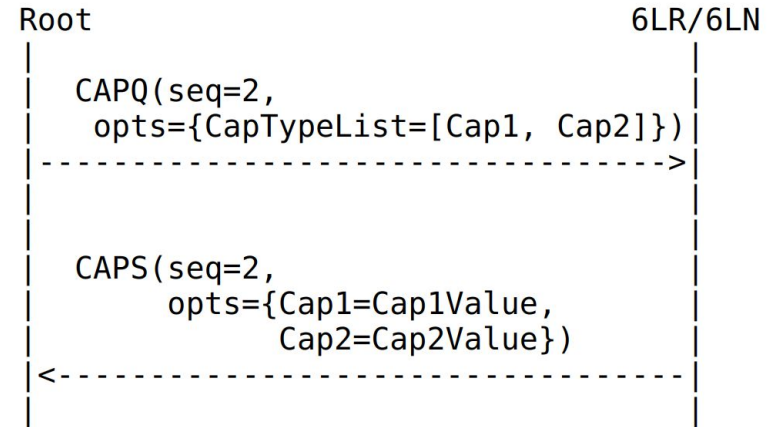 Root 6LR/6LN
CAPQ(seq=2,
opts={CapTypeList=[Cap1, Cap2]})
|---------------------------------->|
CAPS(seq=2,
opts={Cap1=Cap1Value,
Cap2=Cap2Value})
|<----------------------------------|